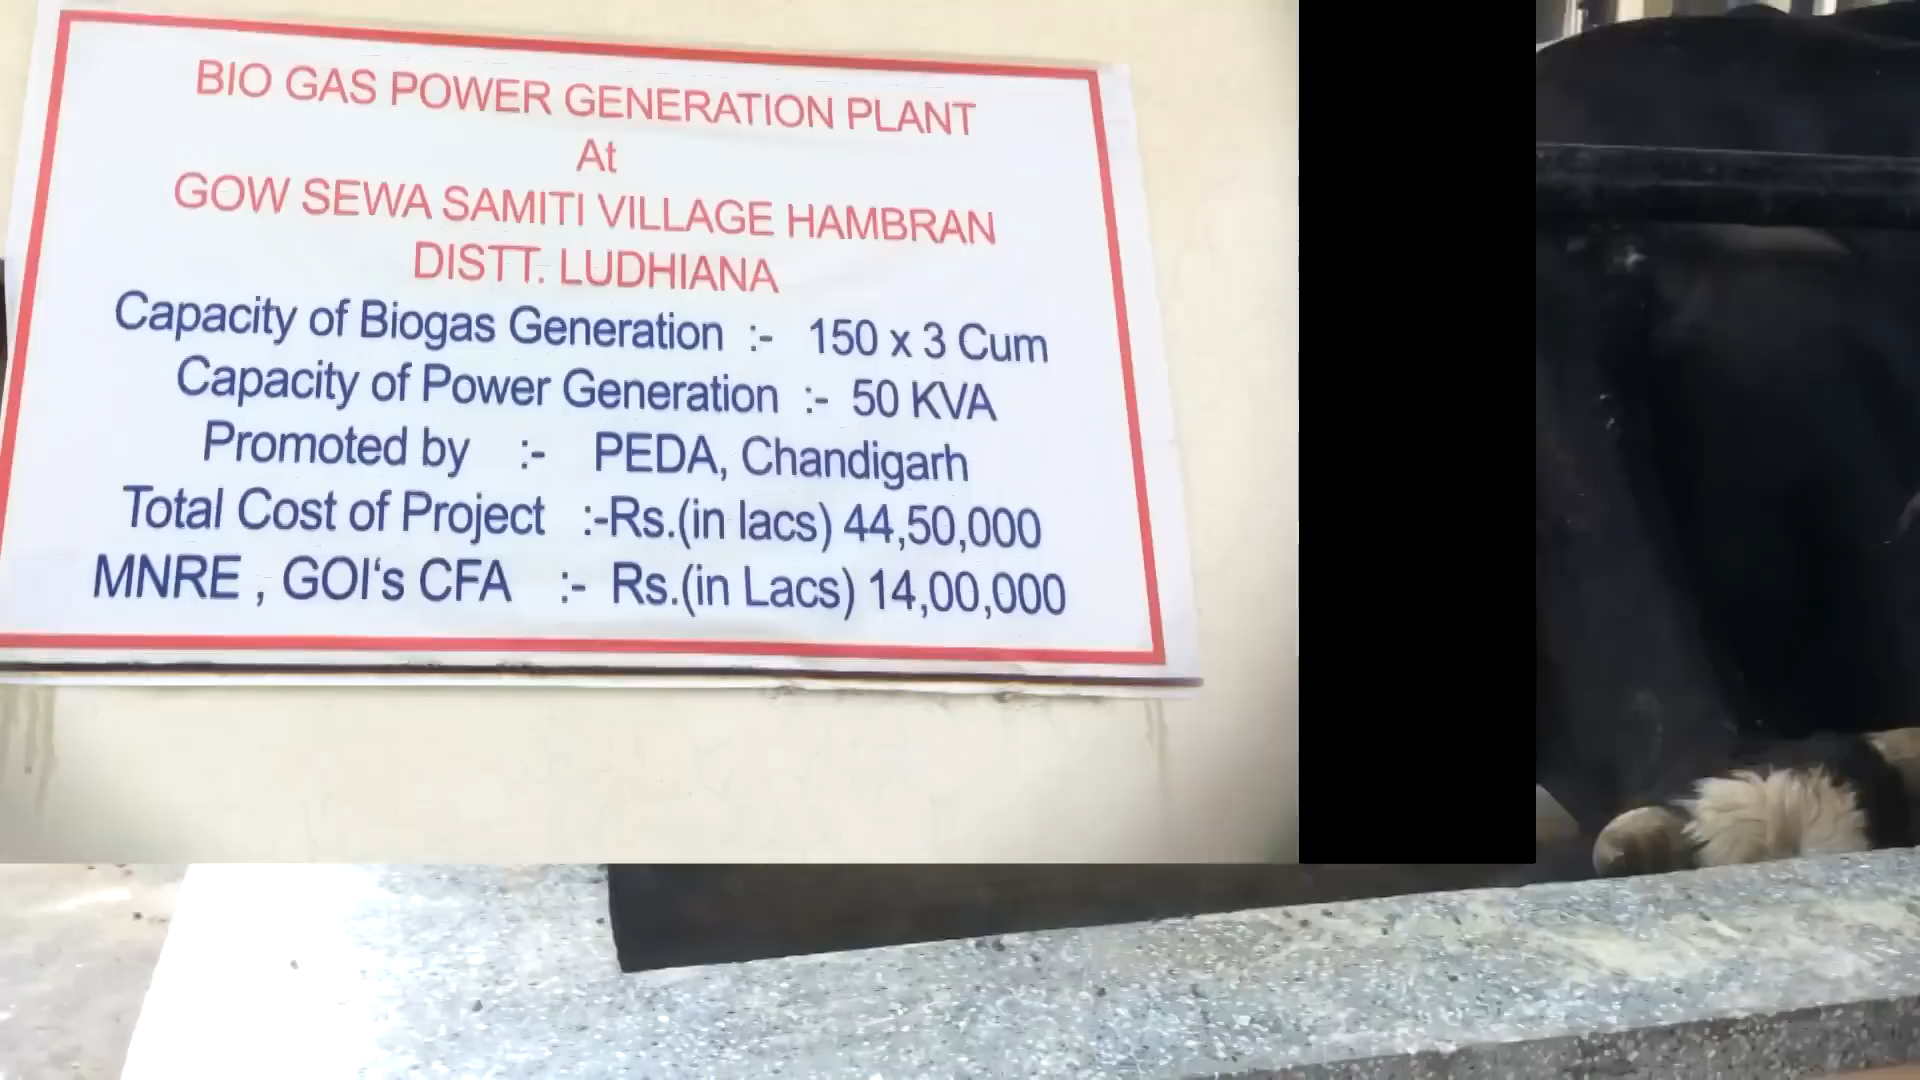 BIO GAS POWER GENERATION PLANT
At
GOW SEWA SAMITI VILLAGE HAMBRAN
DISTT. LUDHIANA
Capacity of Biogas Generation :- 150 x 3 Cum
Capacity of Power Generation :- 50 KVA
Promoted by :- PEDA, Chandigarh
Total Cost of Project :-Rs.(in lacs) 44,50,000
MNRE , GOI‘s CFA :- Rs.(in Lacs) 14,00,000